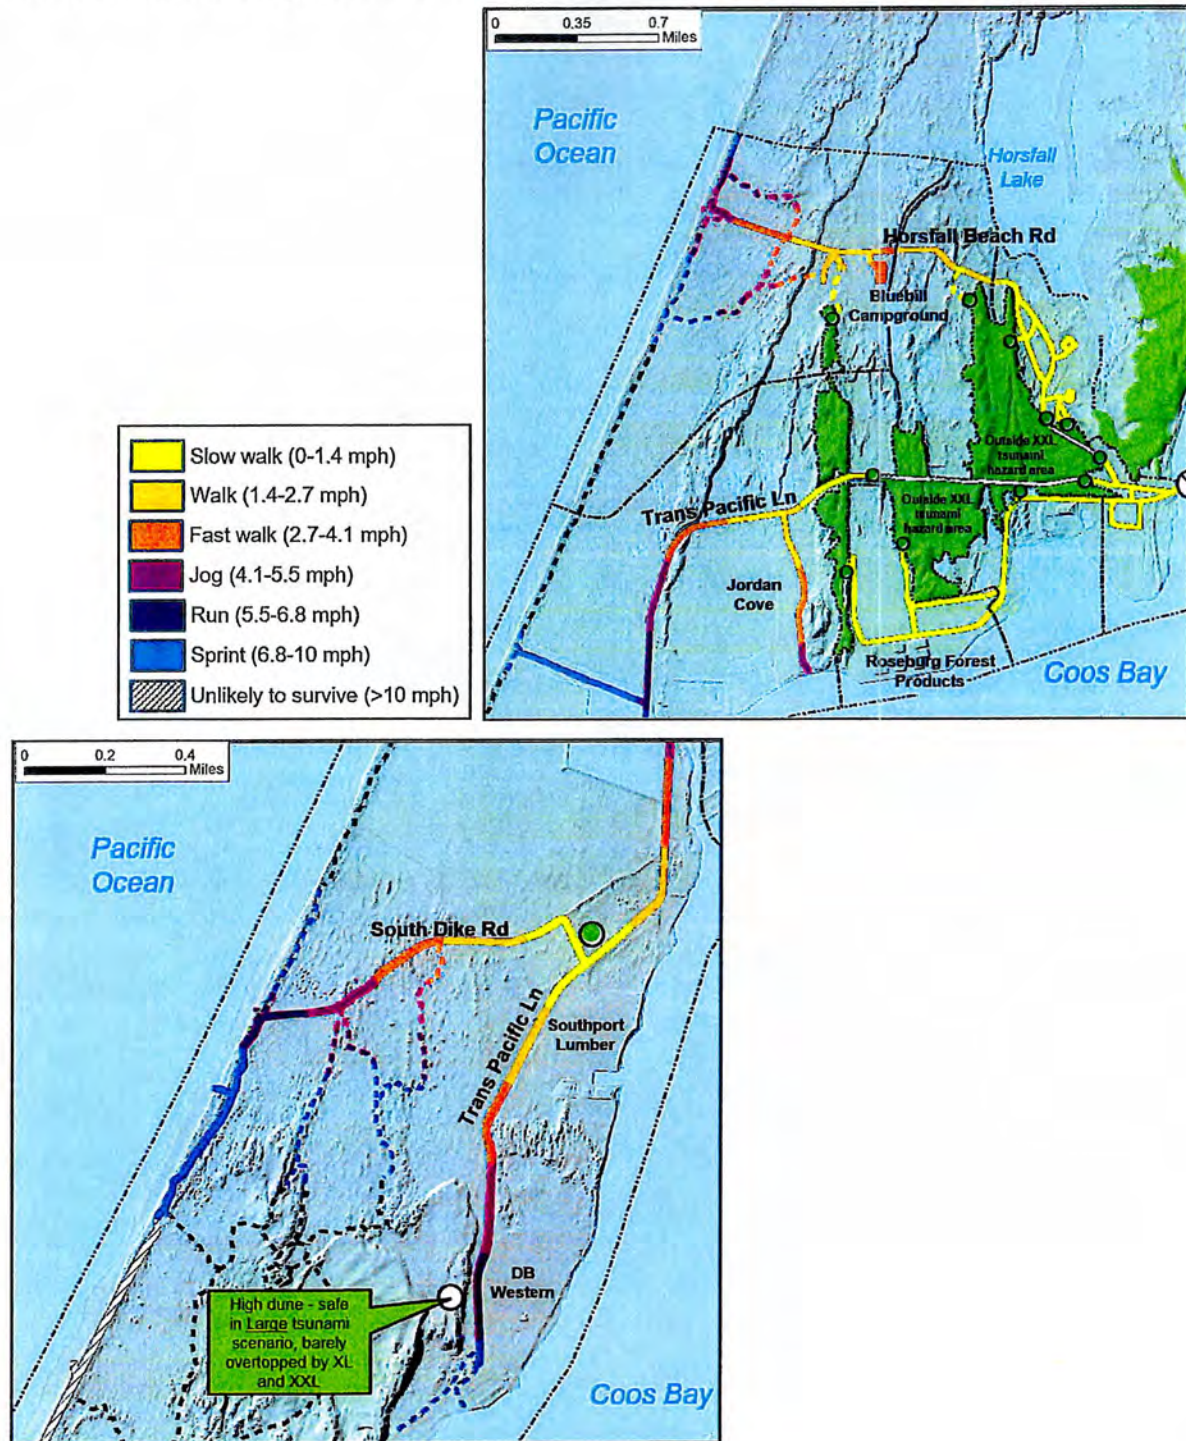 0 0.35 0.7
Miles
Pacific
Ocean
Horsfall
Lake
Horsfall Beach Rd
Bluebill
Campground
Outside XXL
tsunami
hazard area
Trans Pacific Ln
Outside XXL
tsunami
hazard area
Jordan
Cove
Roseburg Forest
Products
Coos Bay
Slow walk (0-1.4 mph)
Walk (1.4-2.7 mph)
Fast walk (2.7-4.1 mph)
Jog (4.1-5.5 mph)
Run (5.5-6.8 mph)
Sprint (6.8-10 mph)
Unlikely to survive (>10 mph)
0 0.2 0.4
Miles
Pacific
Ocean
South Dike Rd
Trans Pacific Ln
Southport
Lumber
DB
Western
High dune - safe
in Large tsunami
scenario, barely
overtopped by XL
and XXL
Coos Bay